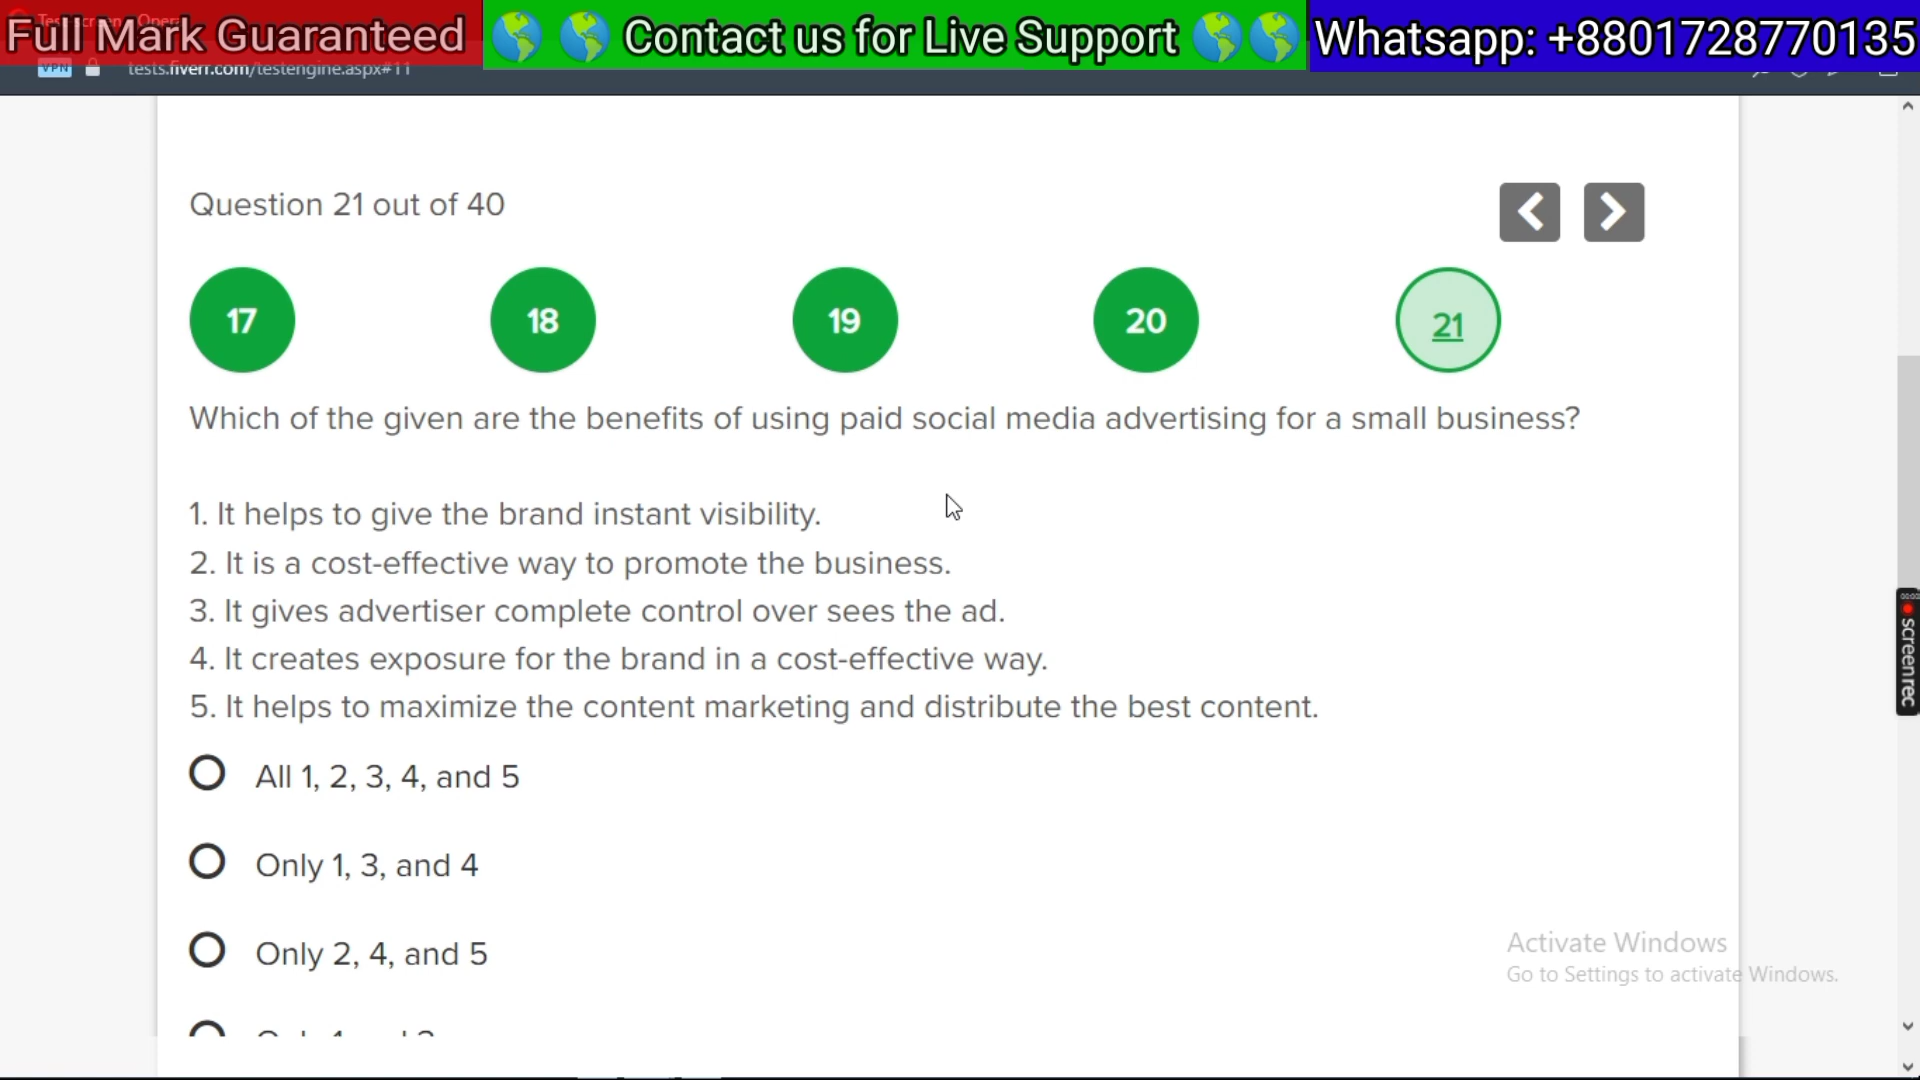 Full Mark Guaranteed
Contact us for Live Support
Whatsapp: +8801728770135
VPN
tests.fiverr.com/testengine.aspx#11
Question 21 out of 40
17
18
19
20
21
Which of the given are the benefits of using paid social media advertising for a small business?
1. It helps to give the brand instant visibility.
2. It is a cost-effective way to promote the business.
3. It gives advertiser complete control over sees the ad.
4. It creates exposure for the brand in a cost-effective way.
5. It helps to maximize the content marketing and distribute the best content.
All 1, 2, 3, 4, and 5
Only 1, 3, and 4
Only 2, 4, and 5
Activate Windows
Go to Settings to activate Windows.
screenrec